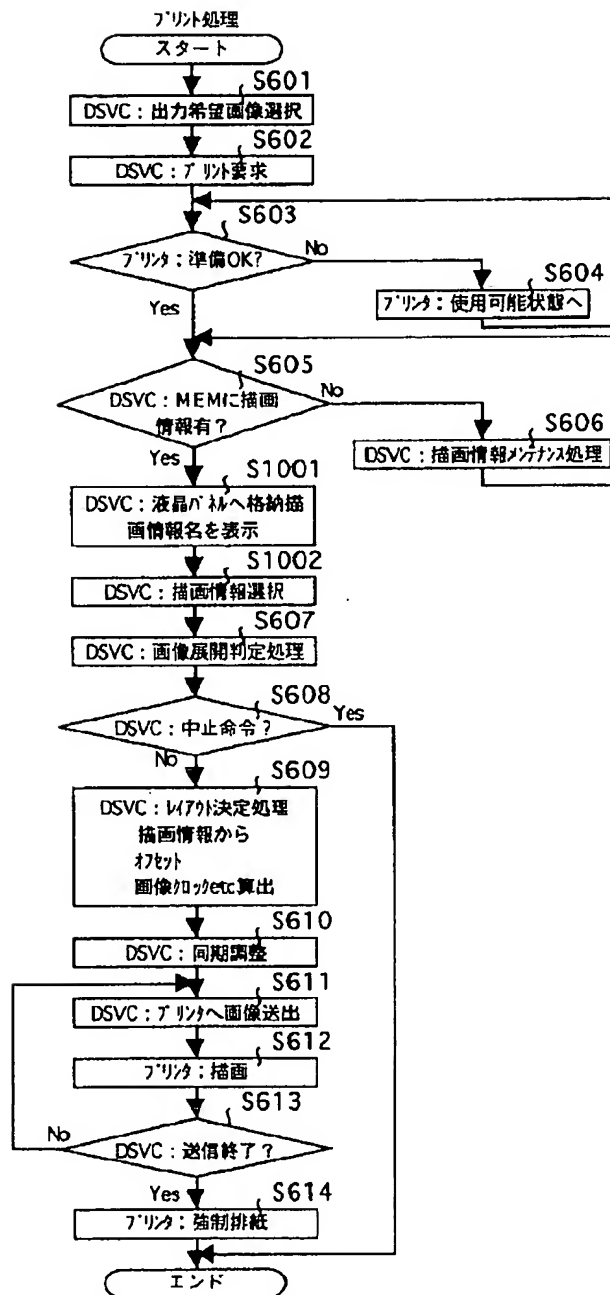 プリント処理
スタート
S601
DSVC：出力希望画像選択
S602
DSVC：プリント要求
S603
プリンタ：準備OK?
No
Yes
S604
プリンタ：使用可能状態へ
S605
DSVC：MEMに描画
情報有？
No
Yes
S606
DSVC：描画情報メンテナンス処理
S1001
DSVC：液晶パネルへ格納描
画情報名を表示
S1002
DSVC：描画情報選択
S607
DSVC：画像展開判定処理
S608
DSVC：中止命令？
Yes
No
S609
DSVC：レイアウト決定処理
描画情報から
オフセット
画像クロックetc算出
S610
DSVC：同期調整
S611
DSVC：プリンタへ画像送出
S612
プリンタ：描画
S613
No
DSVC：送信終了？
Yes
S614
プリンタ：強制排紙
エンド